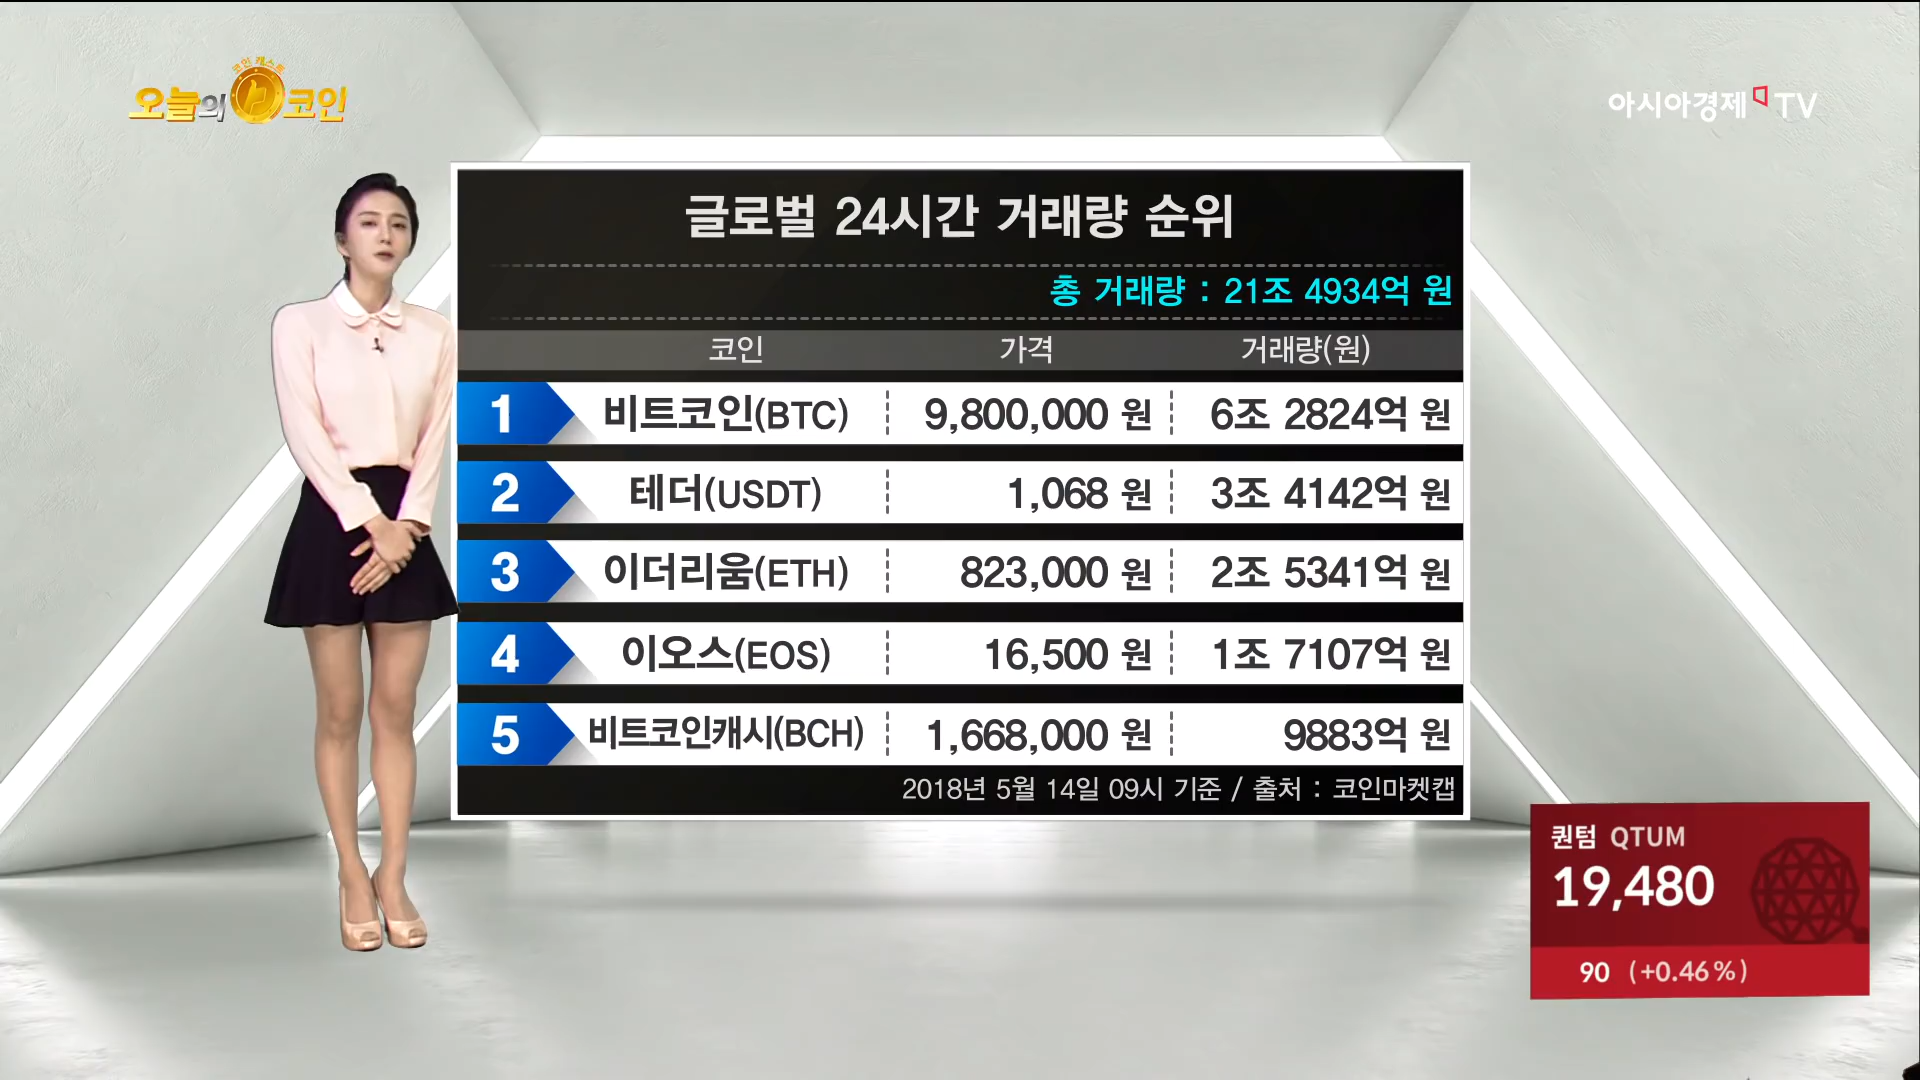 코인 캐스트
오늘의 코인
아시아경제 TV
글로벌 24시간 거래량 순위
총 거래량 : 21조 4934억 원
코인 가격 거래량(원)
1 비트코인(BTC) 9,800,000 원 6조 2824억 원
2 테더(USDT) 1,068 원 3조 4142억 원
3 이더리움(ETH) 823,000 원 2조 5341억 원
4 이오스(EOS) 16,500 원 1조 7107억 원
5 비트코인캐시(BCH) 1,668,000 원 9883억 원
2018년 5월 14일 09시 기준 / 출처 : 코인마켓캡
퀀텀 QTUM
19,480
90 (+0.46%)